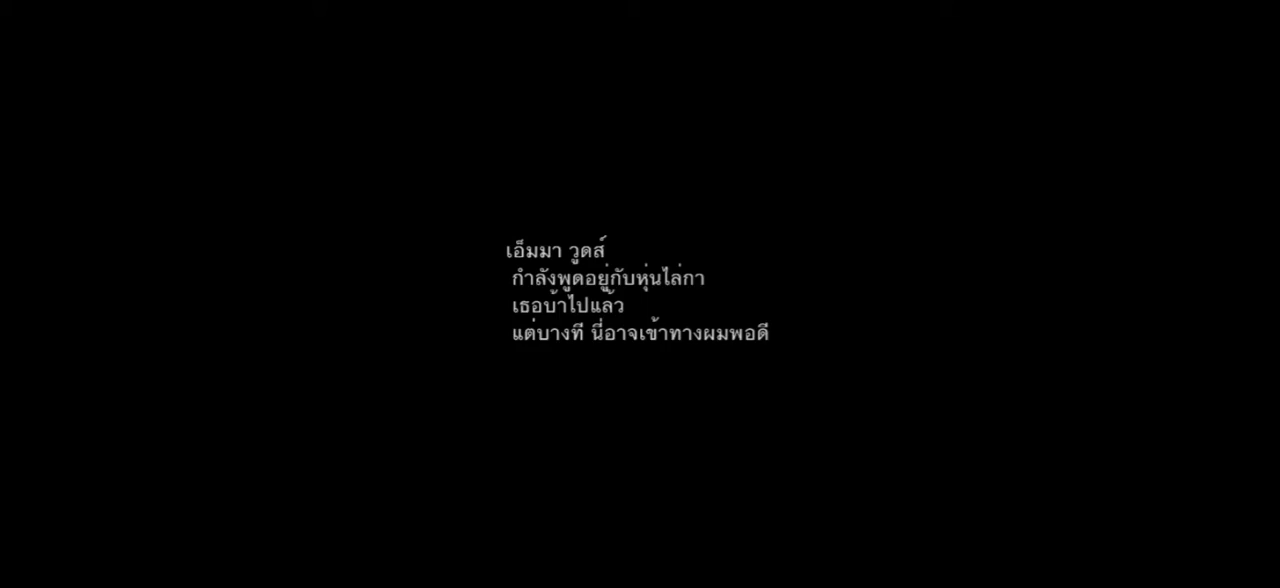 เอ็มมา วูดส์
กำลังพูดอยู่กับหุ่นไล่กา
เธอบ้าไปแล้ว
แต่บางที นี่อาจเข้าทางผมพอดี